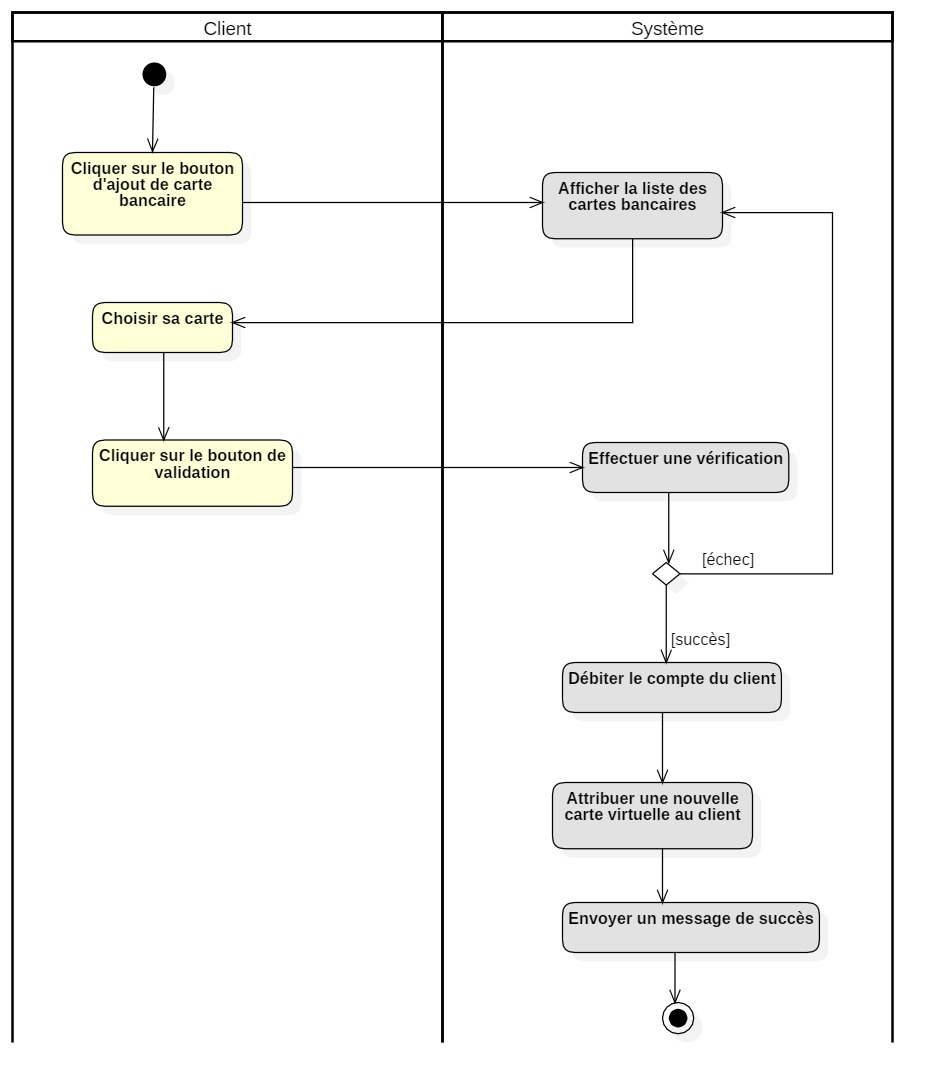 Client
Système
Cliquer sur le bouton
d'ajout de carte
bancaire
Afficher la liste des
cartes bancaires
Choisir sa carte
Cliquer sur le bouton de
validation
Effectuer une vérification
[échec]
[succès]
Débiter le compte du client
Attribuer une nouvelle
carte virtuelle au client
Envoyer un message de succès